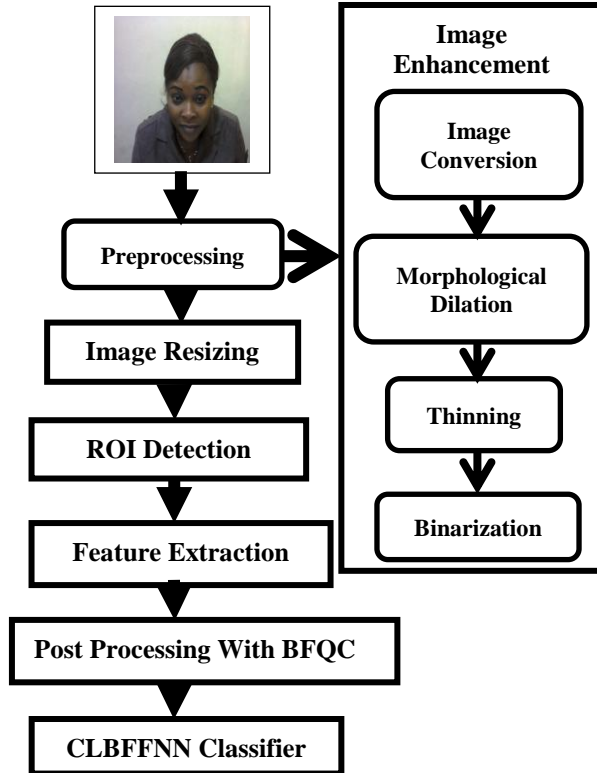 Preprocessing
Image Resizing
ROI Detection
Feature Extraction
Post Processing With BFQC
CLBFFNN Classifier
Image
Enhancement
Image
Conversion
Morphological
Dilation
Thinning
Binarization